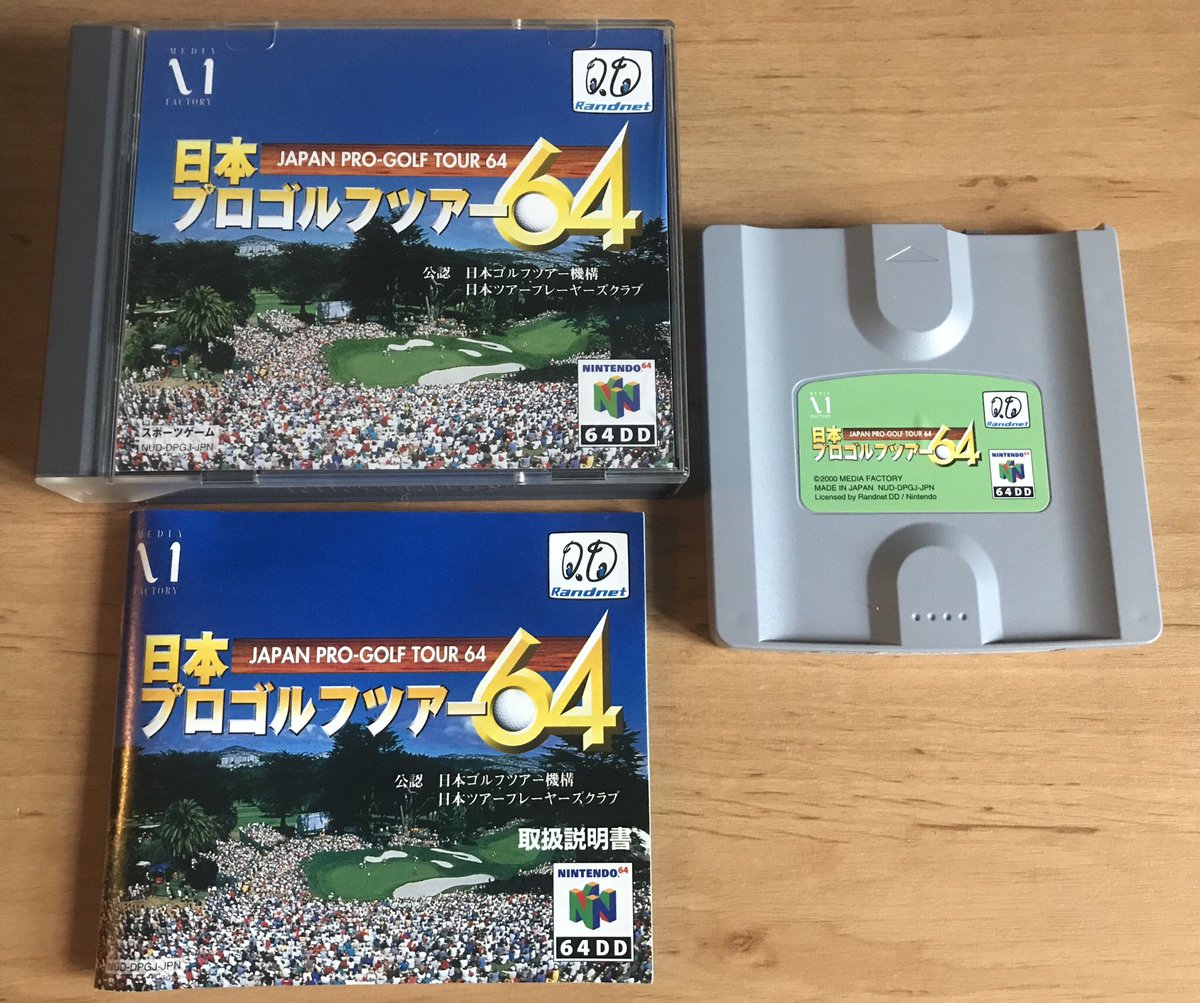 MEDIA
FACTORY
Randnet
日本
JAPAN PRO-GOLF TOUR 64
プロゴルフツアー64
公認 日本ゴルフツアー機構
日本ツアープレーヤーズクラブ
NINTENDO64
64DD
スポーツゲーム
NUD-DPGJ-JPN
MEDIA
FACTORY
Randnet
日本
JAPAN PRO-GOLF TOUR 64
プロゴルフツアー64
NINTENDO64
64DD
©2000 MEDIA FACTORY
MADE IN JAPAN NUD-DPGJ-JPN
Licensed by Randnet DD / Nintendo
MEDIA
FACTORY
Randnet
日本
JAPAN PRO-GOLF TOUR 64
プロゴルフツアー64
公認 日本ゴルフツアー機構
日本ツアープレーヤーズクラブ
取扱説明書
NINTENDO64
64DD
NUD-DPGJ-JPN